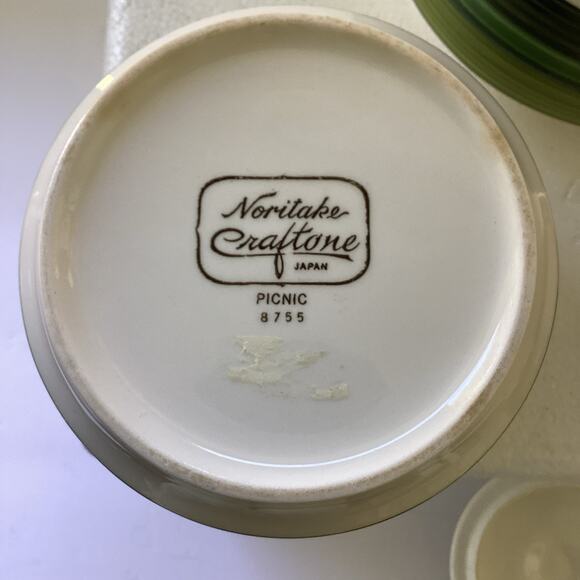 Noritake
Craftone
JAPAN
PICNIC
8755